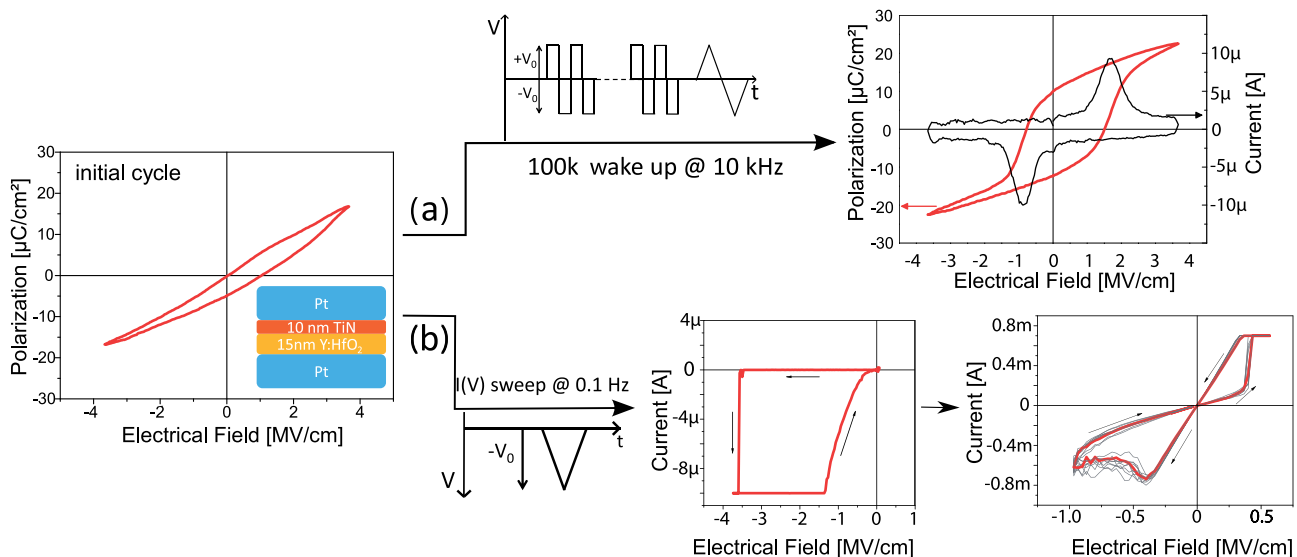 V
+V₀
-V₀
t
100k wake up @ 10 kHz
Polarization [µC/cm²]
30
20
10
0
-10
-20
30
10µ
5µ
0
-5µ
-10µ
Current [A]
-4 -3 -2 -1 0 1 2 3 4
Electrical Field [MV/cm]
(a)
initial cycle
Polarization [µC/cm²]
30
20
10
0
-10
-20
-30
-4 -2 0 2 4
Electrical Field [MV/cm]
Pt
10 nm TiN
15nm Y:HfO₂
Pt
(b)
I(V) sweep @ 0.1 Hz
t
-V₀
V
Current [A]
4µ
0
-4µ
-8µ
-4 -3 -2 -1 0 1
Electrical Field [MV/cm]
Current [A]
0.8m
0.4m
0
-0.4m
-0.8m
-1.0 -0.5 0 0.5
Electrical Field [MV/cm]